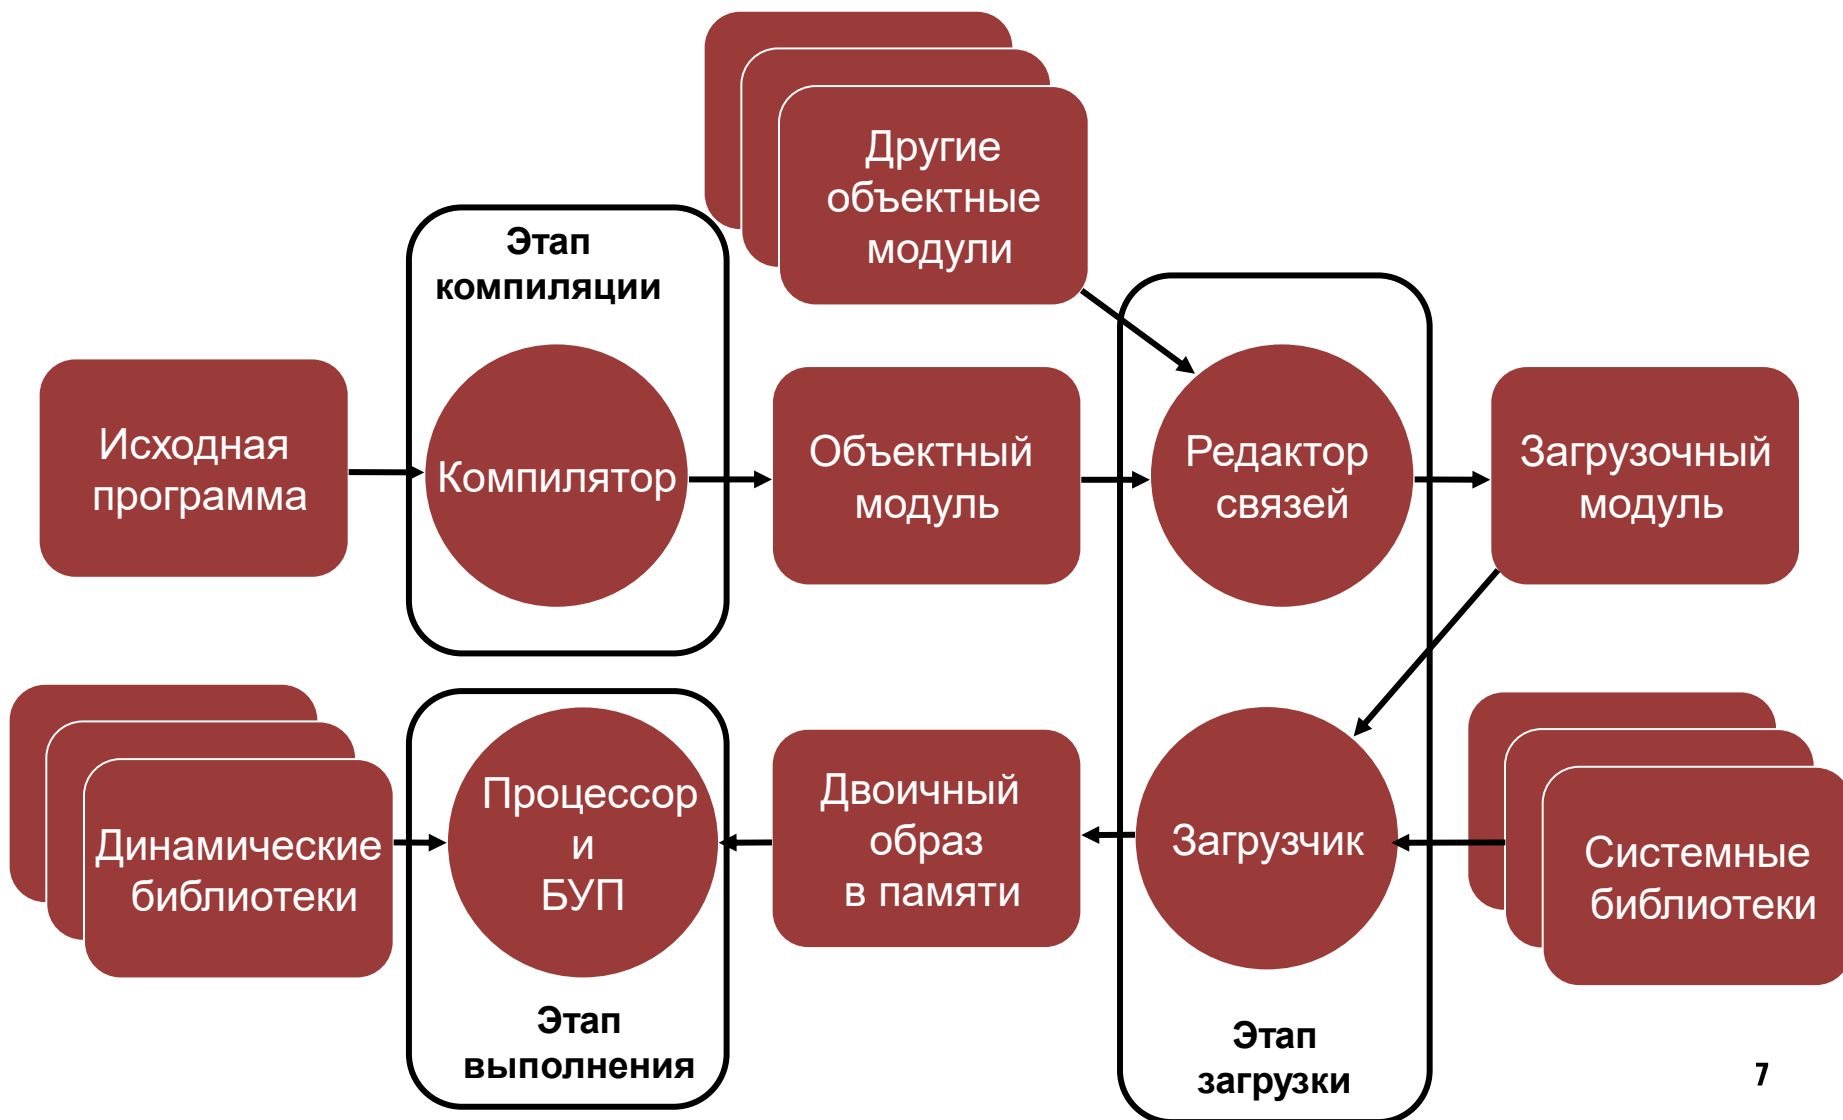 Другие
объектные
модули
Этап
компиляции
Исходная
программа
Компилятор
Объектный
модуль
Редактор
связей
Загрузочный
модуль
Динамические
библиотеки
Процессор
и
БУП
Двоичный
образ
в памяти
Загрузчик
Системные
библиотеки
Этап
выполнения
Этап
загрузки
7